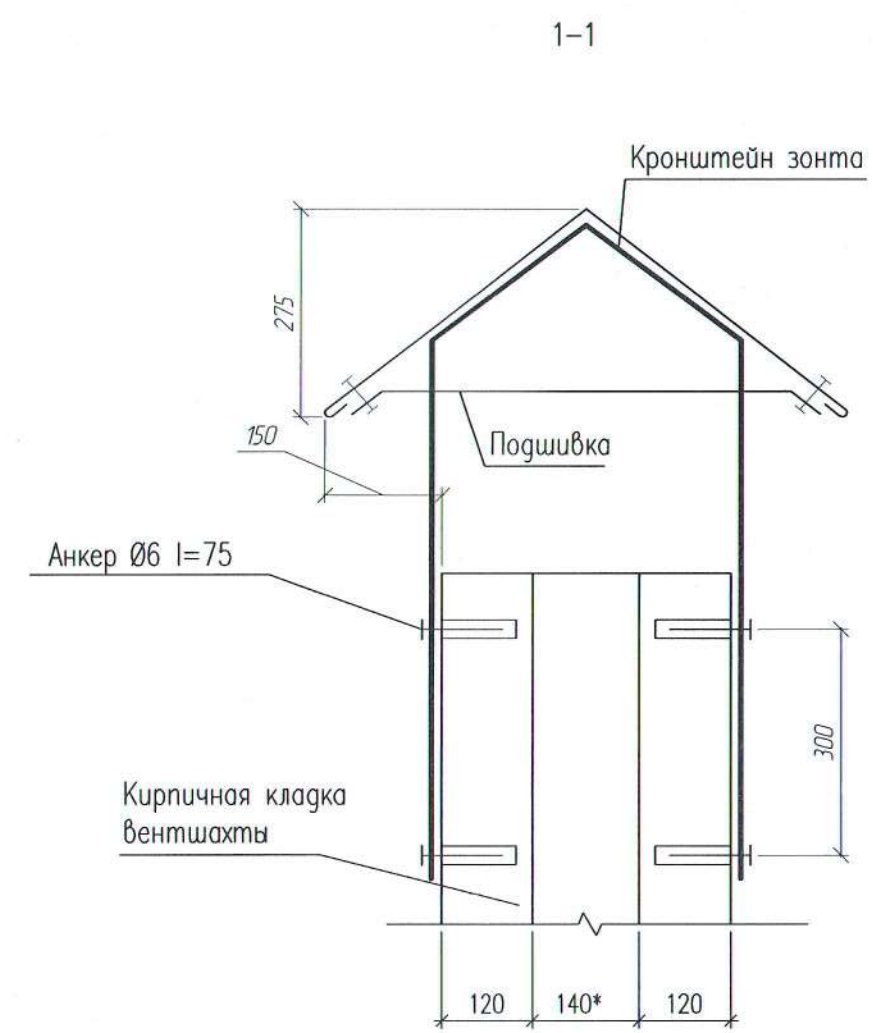 1-1
Кронштейн зонта
275
150
Подшивка
Анкер Ø6 l=75
300
Кирпичная кладка
вентшахты
120
140*
120